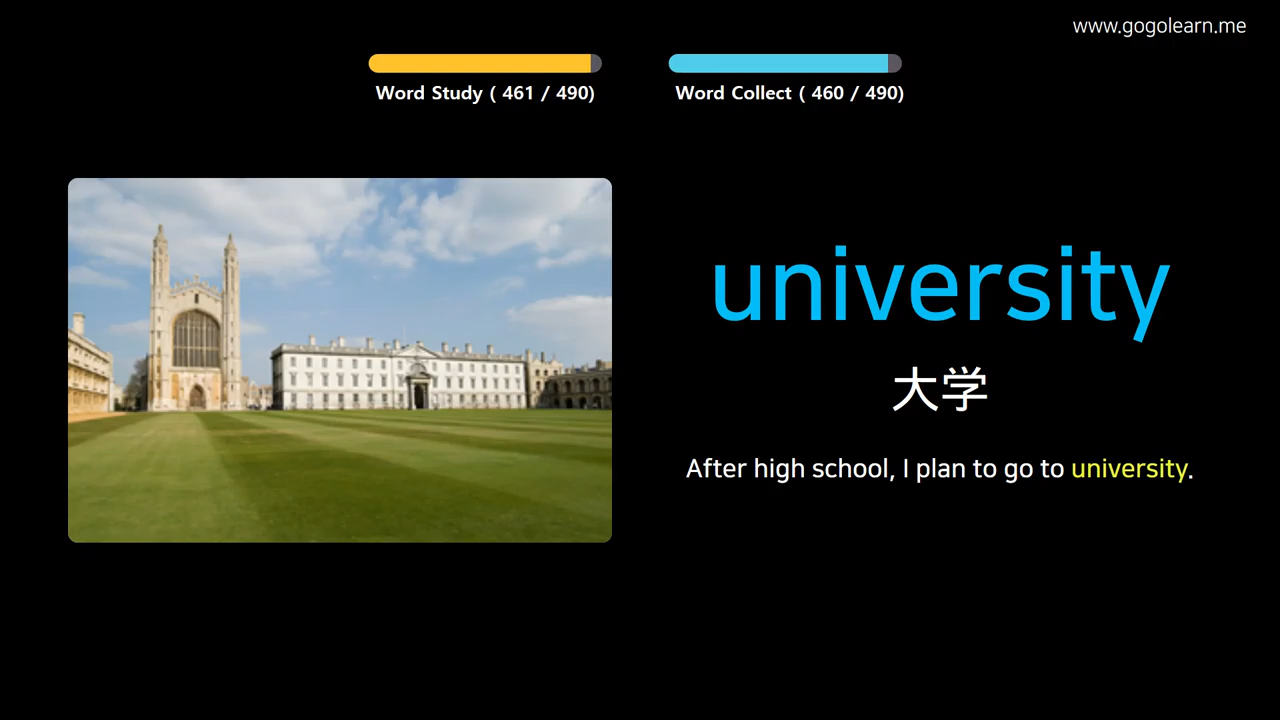 www.gogolearn.me
Word Study ( 461 / 490)
Word Collect ( 460 / 490)
university
大学
After high school, I plan to go to university.